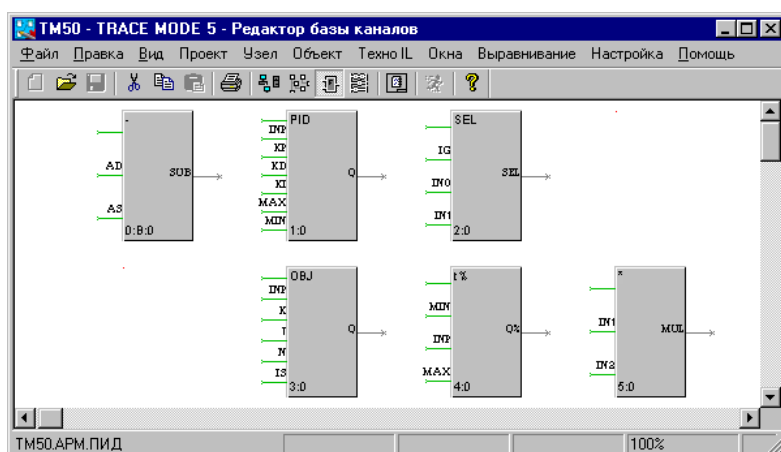 TM50 - TRACE MODE 5 - Редактор базы каналов
Файл Правка Вид Проект Узел Объект Техно IL Окна Выравнивание Настройка Помощь
- PID SEL
INP
KP IG
AD SUB KD Q SEL
KI IN0
AS MAX
MIN IN1
0:B:0 1:0 2:0
OBJ t% *
INP
K MIN
T Q Q% IN1 MUL
INP
N
IS MAX IN2
3:0 4:0 5:0
TM50.АРМ.ПИД 100%